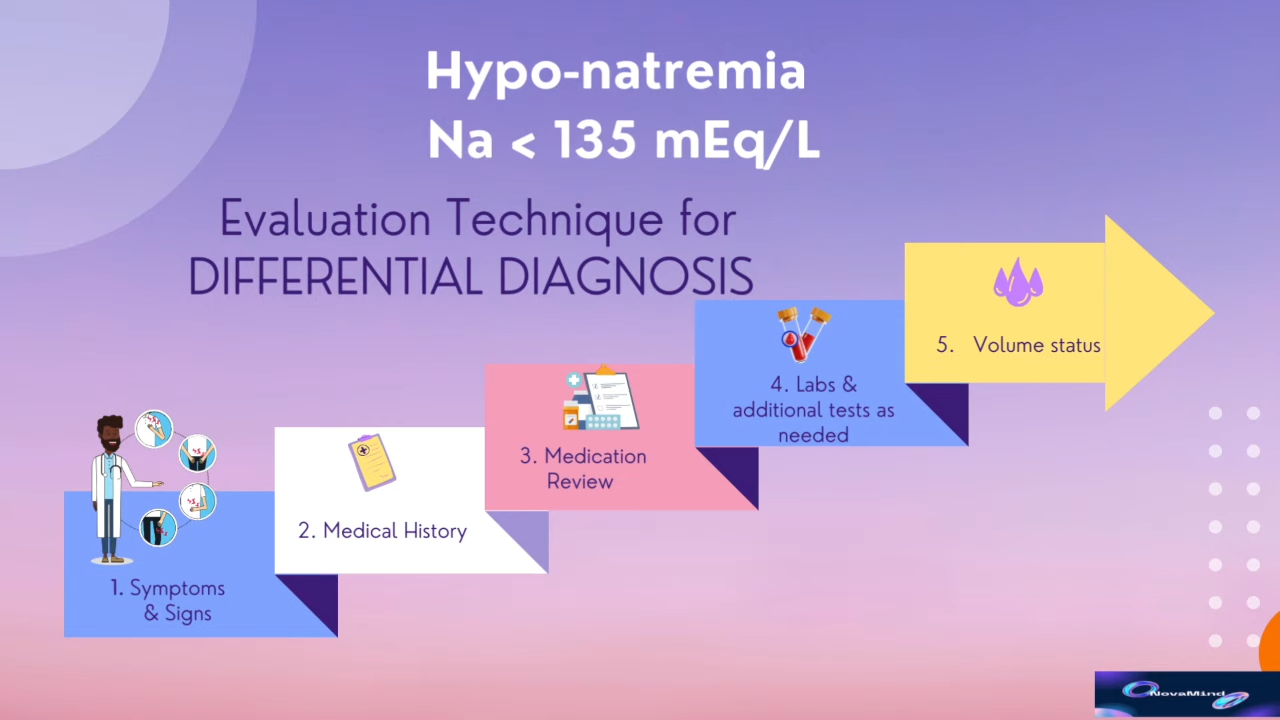 Hypo-natremia
Na < 135 mEq/L
Evaluation Technique for
DIFFERENTIAL DIAGNOSIS
1. Symptoms
& Signs
2. Medical History
3. Medication
Review
4. Labs &
additional tests as
needed
5. Volume status
NovaMind